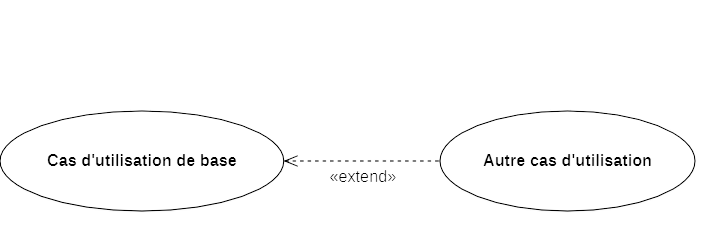 Cas d'utilisation de base
Autre cas d'utilisation
«extend»